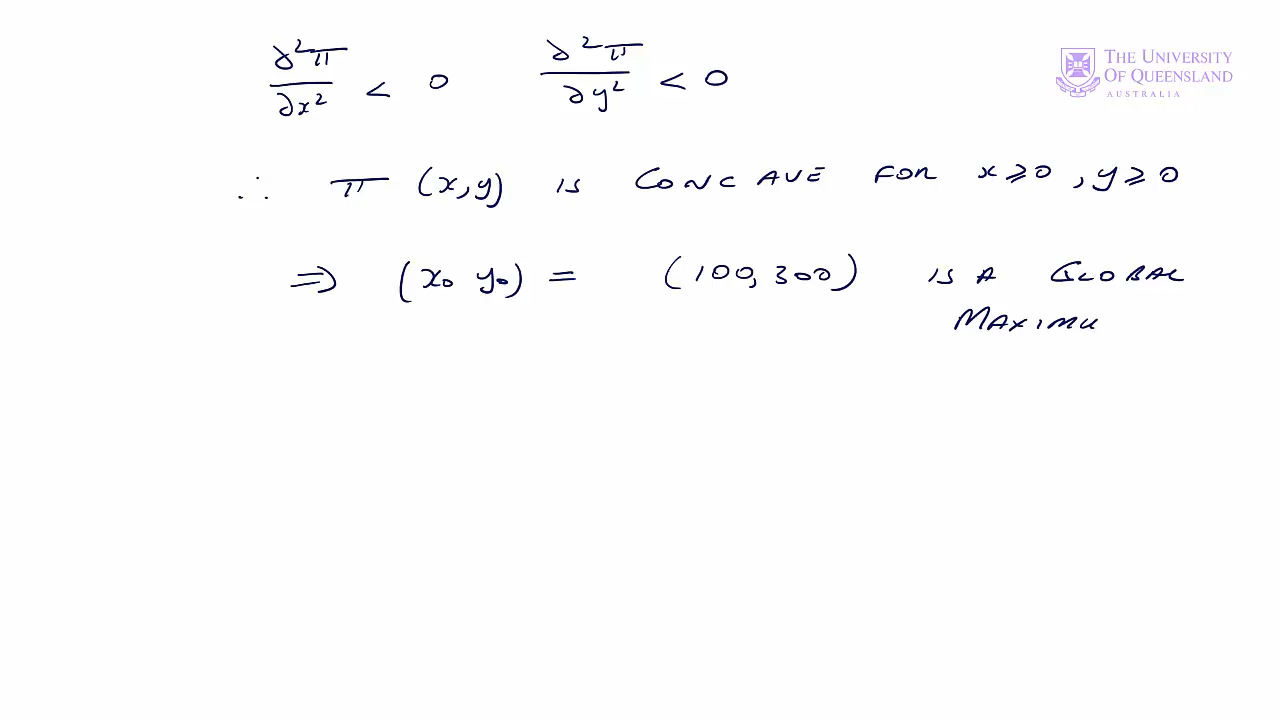 ∂²π/∂x² < 0 ∂²π/∂y² < 0
THE UNIVERSITY
OF QUEENSLAND
AUSTRALIA
∴ π (x,y) IS CONCAVE FOR x ⩾ 0, y ⩾ 0
⇒ (x₀ y₀) = (100, 300) IS A GLOBAL
MAXIMU